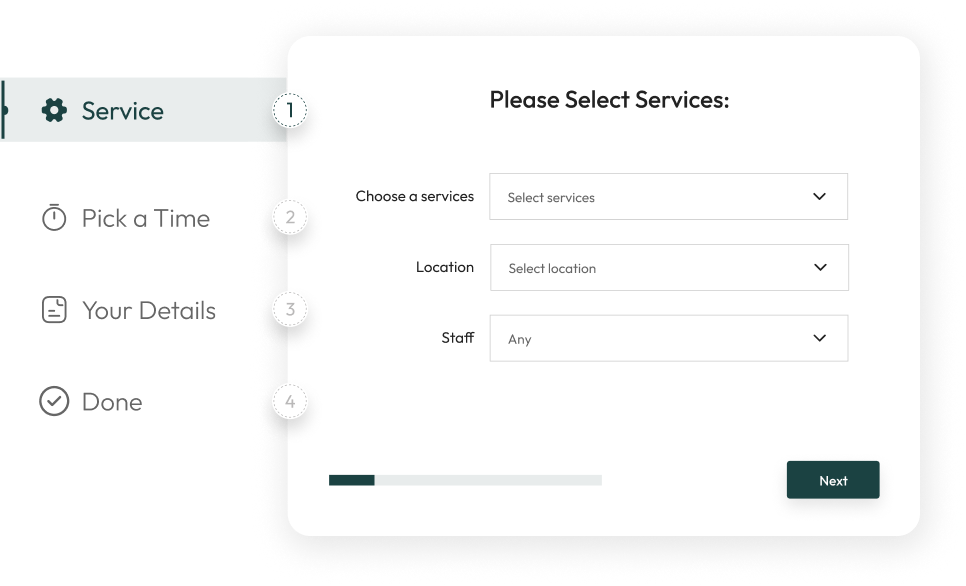 Service
1
Pick a Time
2
Your Details
3
Done
4
Please Select Services:
Choose a services
Select services
Location
Select location
Staff
Any
Next